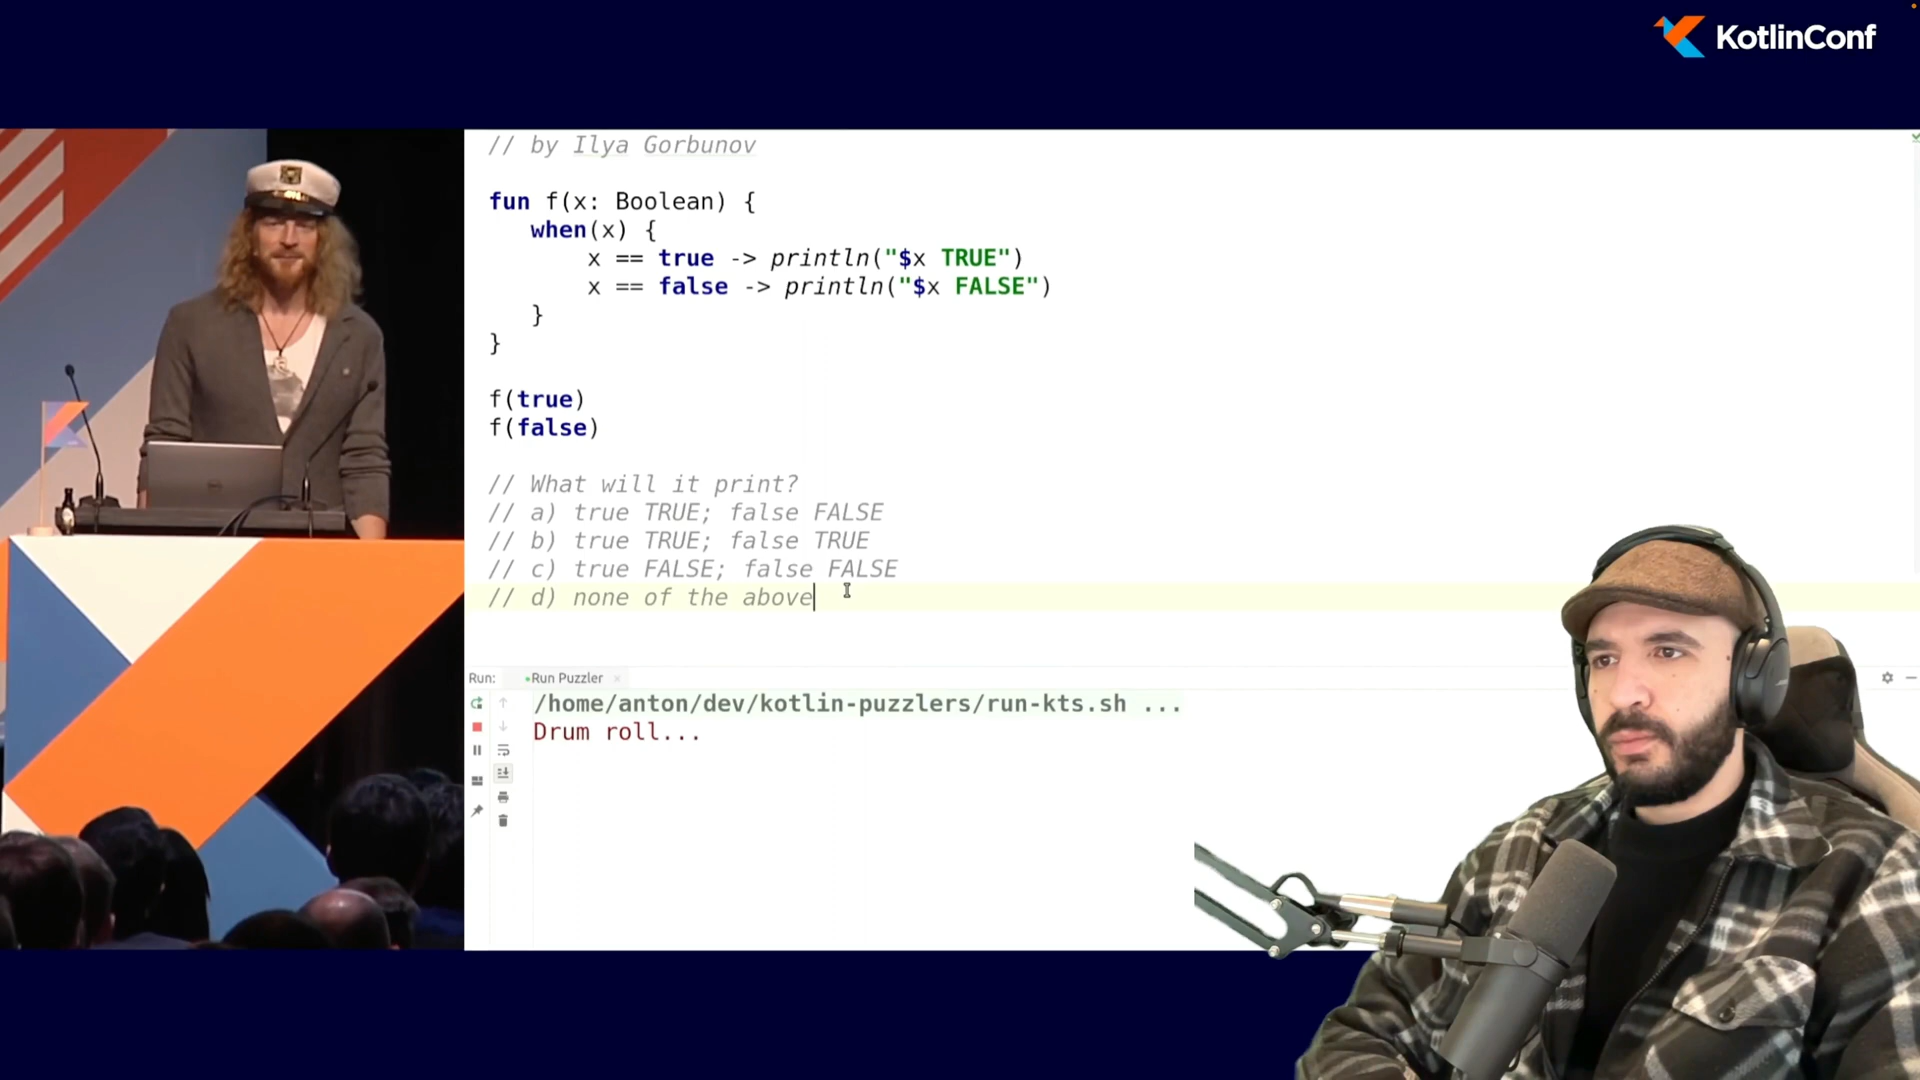 KotlinConf
// by Ilya Gorbunov
fun f(x: Boolean) {
when(x) {
x == true -> println("$x TRUE")
x == false -> println("$x FALSE")
}
}
f(true)
f(false)
// What will it print?
// a) true TRUE; false FALSE
// b) true TRUE; false TRUE
// c) true FALSE; false FALSE
// d) none of the above
Run: Run Puzzler
/home/anton/dev/kotlin-puzzlers/run-kts.sh ...
Drum roll...